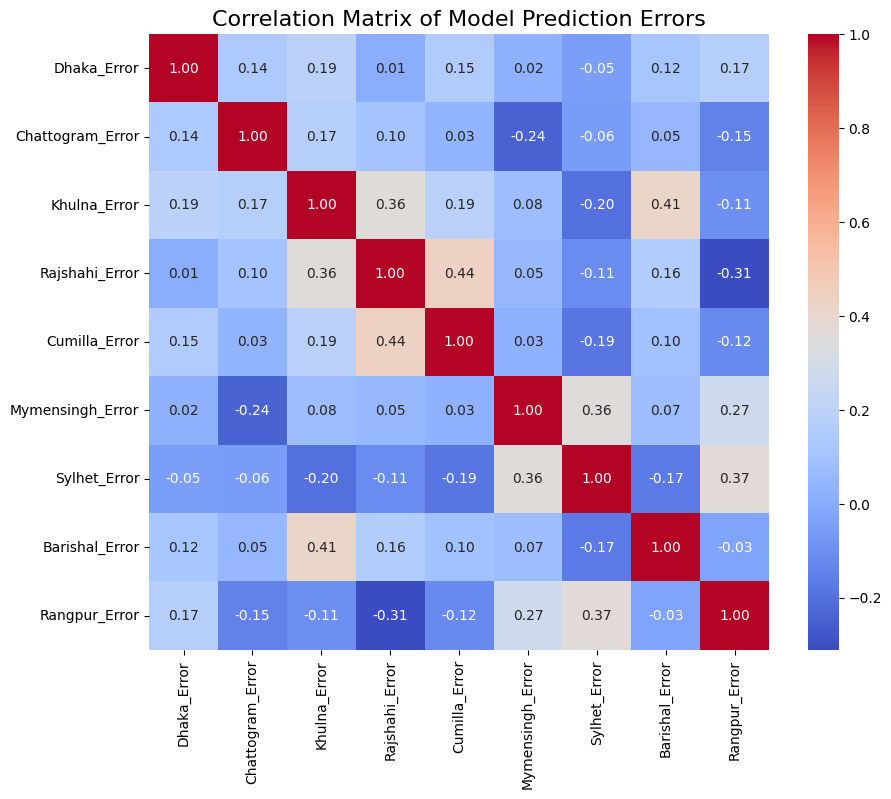 Correlation Matrix of Model Prediction Errors
Dhaka_Error 1.00 0.14 0.19 0.01 0.15 0.02 -0.05 0.12 0.17
Chattogram_Error 0.14 1.00 0.17 0.10 0.03 -0.24 -0.06 0.05 -0.15
Khulna_Error 0.19 0.17 1.00 0.36 0.19 0.08 -0.20 0.41 -0.11
Rajshahi_Error 0.01 0.10 0.36 1.00 0.44 0.05 -0.11 0.16 -0.31
Cumilla_Error 0.15 0.03 0.19 0.44 1.00 0.03 -0.19 0.10 -0.12
Mymensingh_Error 0.02 -0.24 0.08 0.05 0.03 1.00 0.36 0.07 0.27
Sylhet_Error -0.05 -0.06 -0.20 -0.11 -0.19 0.36 1.00 -0.17 0.37
Barishal_Error 0.12 0.05 0.41 0.16 0.10 0.07 -0.17 1.00 -0.03
Rangpur_Error 0.17 -0.15 -0.11 -0.31 -0.12 0.27 0.37 -0.03 1.00
Dhaka_Error
Chattogram_Error
Khulna_Error
Rajshahi_Error
Cumilla_Error
Mymensingh_Error
Sylhet_Error
Barishal_Error
Rangpur_Error
1.0
0.8
0.6
0.4
0.2
0.0
−0.2